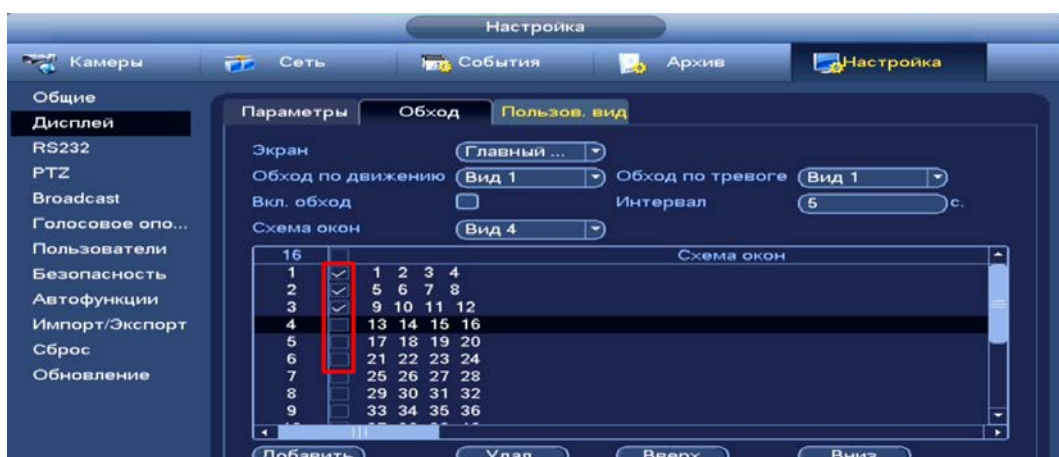 Настройка
Камеры Сеть События Архив Настройка
Общие
Дисплей
RS232
PTZ
Broadcast
Голосовое опо...
Пользователи
Безопасность
Автофункции
Импорт/Экспорт
Сброс
Обновление
Параметры Обход Пользов. вид
Экран Главный ...
Обход по движению Вид 1 Обход по тревоге Вид 1
Вкл. обход Интервал 5 с.
Схема окон Вид 4
16 Схема окон
1 1 2 3 4
2 5 6 7 8
3 9 10 11 12
4 13 14 15 16
5 17 18 19 20
6 21 22 23 24
7 25 26 27 28
8 29 30 31 32
9 33 34 35 36
Добавить Удал. Вверх Вниз